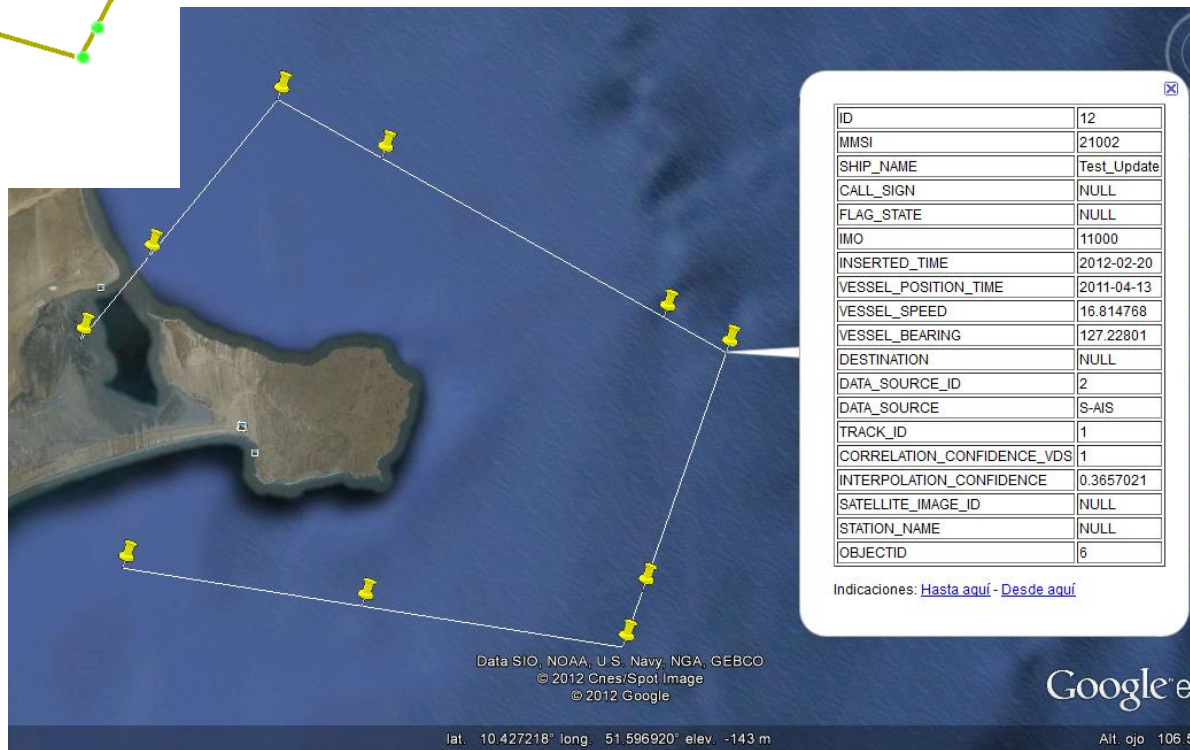 ID 12
MMSI 21002
SHIP_NAME Test_Update
CALL_SIGN NULL
FLAG_STATE NULL
IMO 11000
INSERTED_TIME 2012-02-20
VESSEL_POSITION_TIME 2011-04-13
VESSEL_SPEED 16.814768
VESSEL_BEARING 127.22801
DESTINATION NULL
DATA_SOURCE_ID 2
DATA_SOURCE S-AIS
TRACK_ID 1
CORRELATION_CONFIDENCE_VDS 1
INTERPOLATION_CONFIDENCE 0.3657021
SATELLITE_IMAGE_ID NULL
STATION_NAME NULL
OBJECTID 6
Indicaciones: Hasta aquí - Desde aquí
Data SIO, NOAA, U.S. Navy, NGA, GEBCO
© 2012 Cnes/Spot Image
© 2012 Google
Google e
lat. 10.427218° long. 51.596920° elev. -143 m
Alt. ojo 106.5